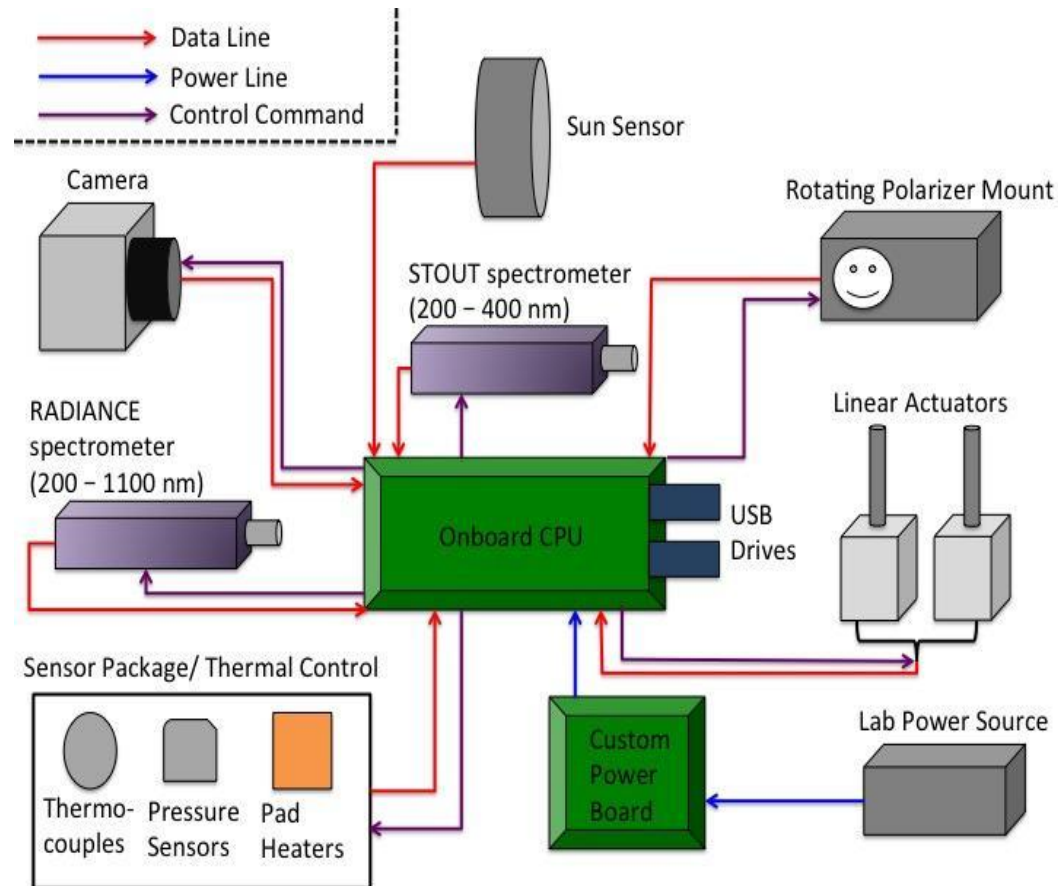 Data Line
Power Line
Control Command
Sun Sensor
Camera
Rotating Polarizer Mount
STOUT spectrometer
(200 – 400 nm)
Linear Actuators
RADIANCE
spectrometer
(200 – 1100 nm)
Onboard CPU
USB
Drives
Sensor Package/ Thermal Control
Thermo-
couples
Pressure
Sensors
Pad
Heaters
Custom
Power
Board
Lab Power Source